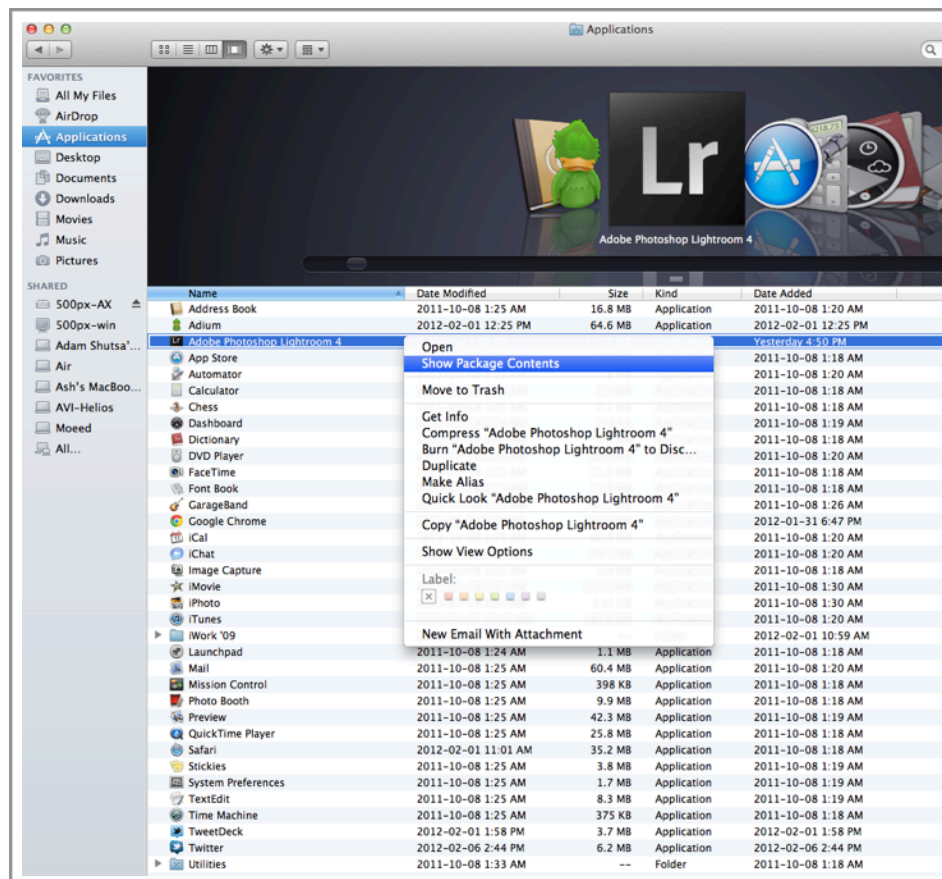 Applications
FAVORITES
All My Files
AirDrop
Applications
Desktop
Documents
Downloads
Movies
Music
Pictures
SHARED
500px-AX
500px-win
Adam Shutsa'...
Air
Ash's MacBoo...
AVI-Helios
Moeed
All...
Lr
Adobe Photoshop Lightroom 4
Name Date Modified Size Kind Date Added
Address Book 2011-10-08 1:25 AM 16.8 MB Application 2011-10-08 1:20 AM
Adium 2012-02-01 12:25 PM 64.6 MB Application 2012-02-01 12:25 PM
Adobe Photoshop Lightroom 4 Yesterday 4:50 PM
App Store 2011-10-08 1:18 AM
Automator 2011-10-08 1:20 AM
Calculator 2011-10-08 1:18 AM
Chess 2011-10-08 1:18 AM
Dashboard 2011-10-08 1:19 AM
Dictionary 2011-10-08 1:18 AM
DVD Player 2011-10-08 1:20 AM
FaceTime 2011-10-08 1:18 AM
Font Book 2011-10-08 1:18 AM
GarageBand 2011-10-08 1:26 AM
Google Chrome 2012-01-31 6:47 PM
iCal 2011-10-08 1:20 AM
iChat 2011-10-08 1:20 AM
Image Capture 2011-10-08 1:18 AM
iMovie 2011-10-08 1:30 AM
iPhoto 2011-10-08 1:30 AM
iTunes 2011-10-08 1:20 AM
iWork '09 2012-02-01 10:59 AM
Launchpad 2011-10-08 1:24 AM 1.1 MB Application 2011-10-08 1:18 AM
Mail 2011-10-08 1:25 AM 60.4 MB Application 2011-10-08 1:20 AM
Mission Control 2011-10-08 1:25 AM 398 KB Application 2011-10-08 1:18 AM
Photo Booth 2011-10-08 1:25 AM 9.9 MB Application 2011-10-08 1:18 AM
Preview 2011-10-08 1:25 AM 42.3 MB Application 2011-10-08 1:19 AM
QuickTime Player 2011-10-08 1:25 AM 25.8 MB Application 2011-10-08 1:18 AM
Safari 2012-02-01 11:01 AM 35.2 MB Application 2011-10-08 1:18 AM
Stickies 2011-10-08 1:25 AM 3.8 MB Application 2011-10-08 1:19 AM
System Preferences 2011-10-08 1:25 AM 1.7 MB Application 2011-10-08 1:19 AM
TextEdit 2011-10-08 1:25 AM 8.3 MB Application 2011-10-08 1:19 AM
Time Machine 2011-10-08 1:25 AM 375 KB Application 2011-10-08 1:18 AM
TweetDeck 2012-02-01 1:58 PM 3.7 MB Application 2012-02-01 1:58 PM
Twitter 2012-02-06 2:44 PM 6.2 MB Application 2012-02-06 2:44 PM
Utilities 2011-10-08 1:33 AM -- Folder 2011-10-08 1:18 AM
Open
Show Package Contents
Move to Trash
Get Info
Compress "Adobe Photoshop Lightroom 4"
Burn "Adobe Photoshop Lightroom 4" to Disc...
Duplicate
Make Alias
Quick Look "Adobe Photoshop Lightroom 4"
Copy "Adobe Photoshop Lightroom 4"
Show View Options
Label:
New Email With Attachment